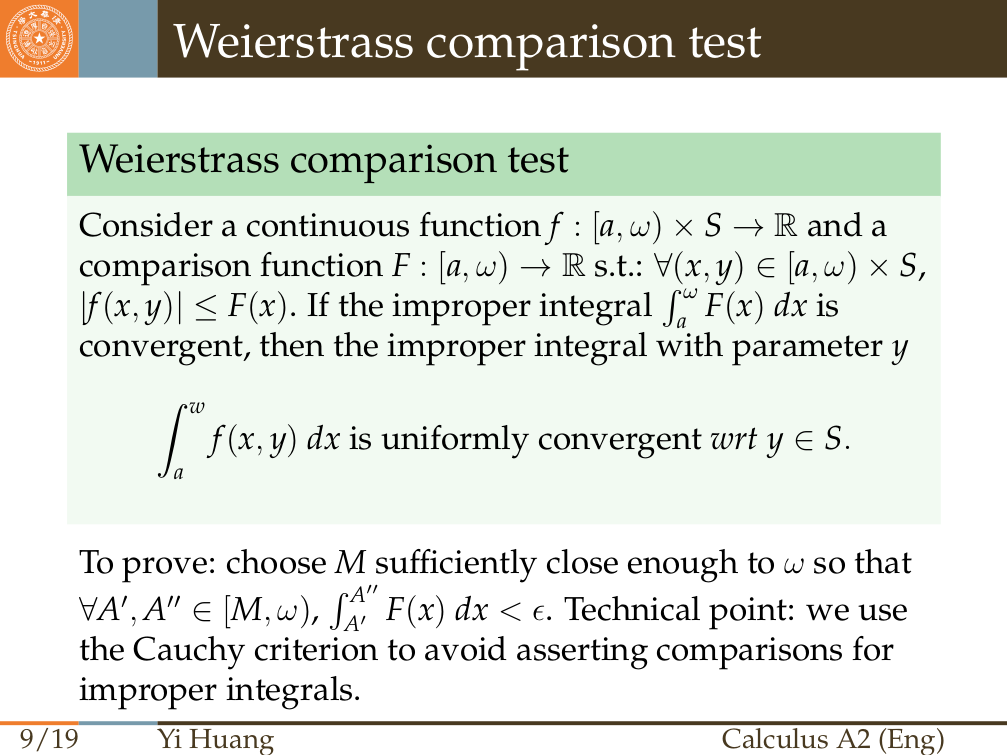 Weierstrass comparison test
Weierstrass comparison test
Consider a continuous function f : [a, ω) × S → ℝ and a
comparison function F : [a, ω) → ℝ s.t.: ∀(x, y) ∈ [a, ω) × S,
|f(x, y)| ≤ F(x). If the improper integral ∫_a^ω F(x) dx is
convergent, then the improper integral with parameter y
∫_a^w f(x, y) dx is uniformly convergent wrt y ∈ S.
To prove: choose M sufficiently close enough to ω so that
∀A′, A″ ∈ [M, ω), ∫_{A′}^{A″} F(x) dx < ϵ. Technical point: we use
the Cauchy criterion to avoid asserting comparisons for
improper integrals.
9/19 Yi Huang Calculus A2 (Eng)